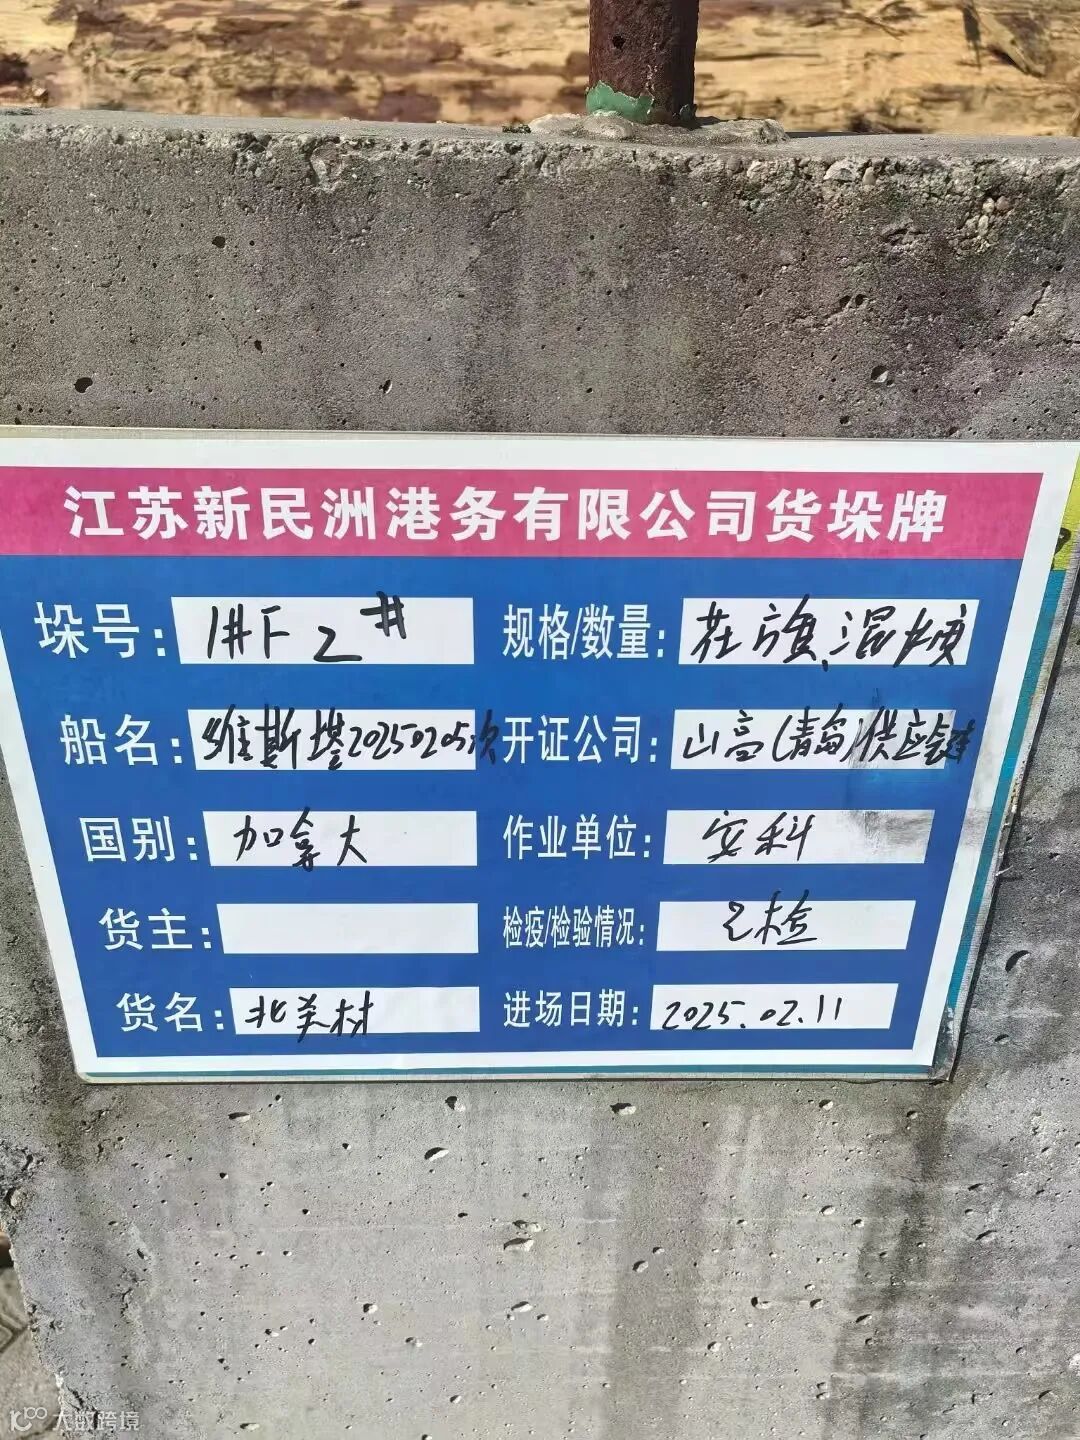 江苏新民洲港务有限公司货垛牌
垛号: 1#F 2#
规格/数量: 花旗、混
船名: 维斯塔20250205次
开证公司: 山高(青岛)供应链
国别: 加拿大
作业单位: 安科
货主:
检疫/检验情况: 已检
货名: 北美材
进场日期: 2025.02.11
大数跨境